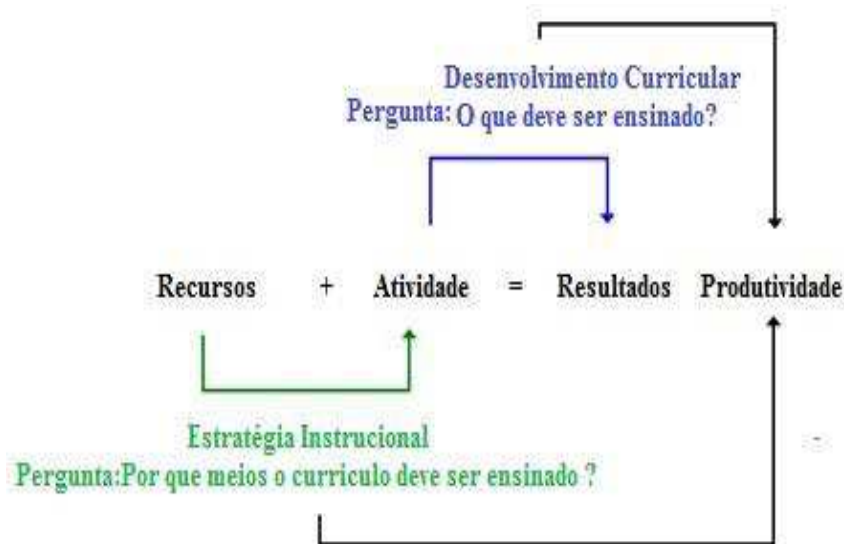 Desenvolvimento Curricular
Pergunta: O que deve ser ensinado?
Recursos + Atividade = Resultados Produtividade
Estratégia Instrucional
Pergunta:Por que meios o curriculo deve ser ensinado ?